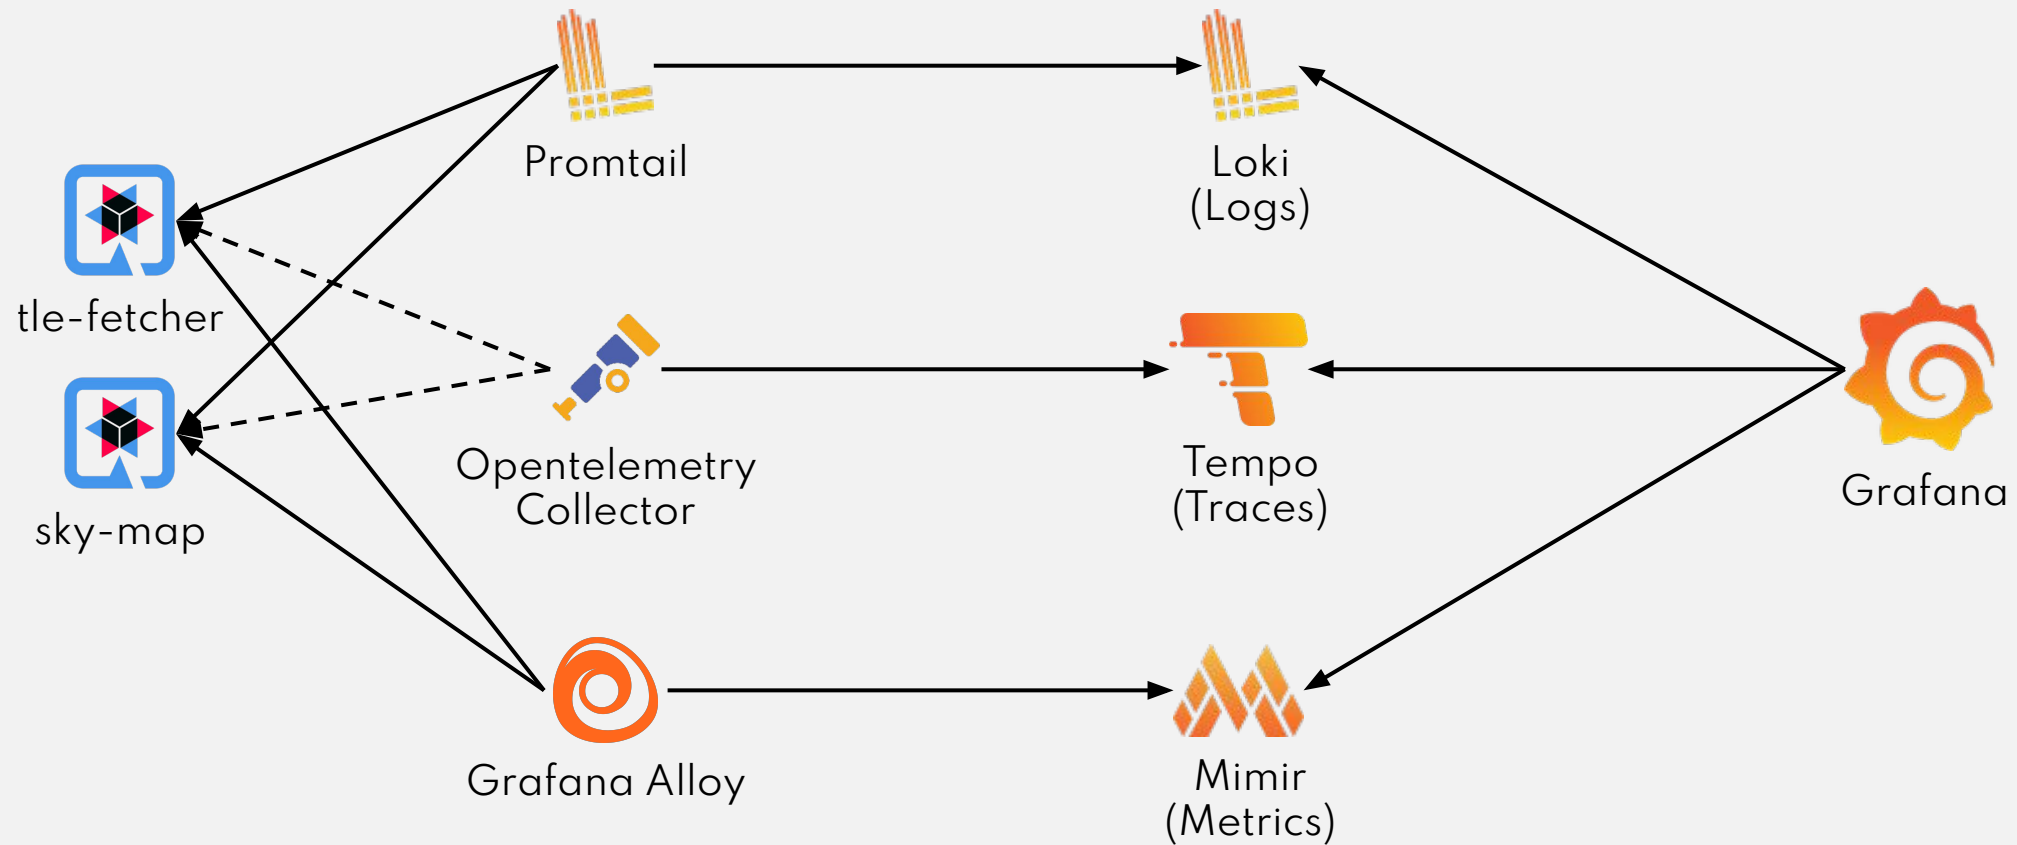 Promtail
Loki
(Logs)
tle-fetcher
Opentelemetry
Collector
Tempo
(Traces)
Grafana
sky-map
Grafana Alloy
Mimir
(Metrics)